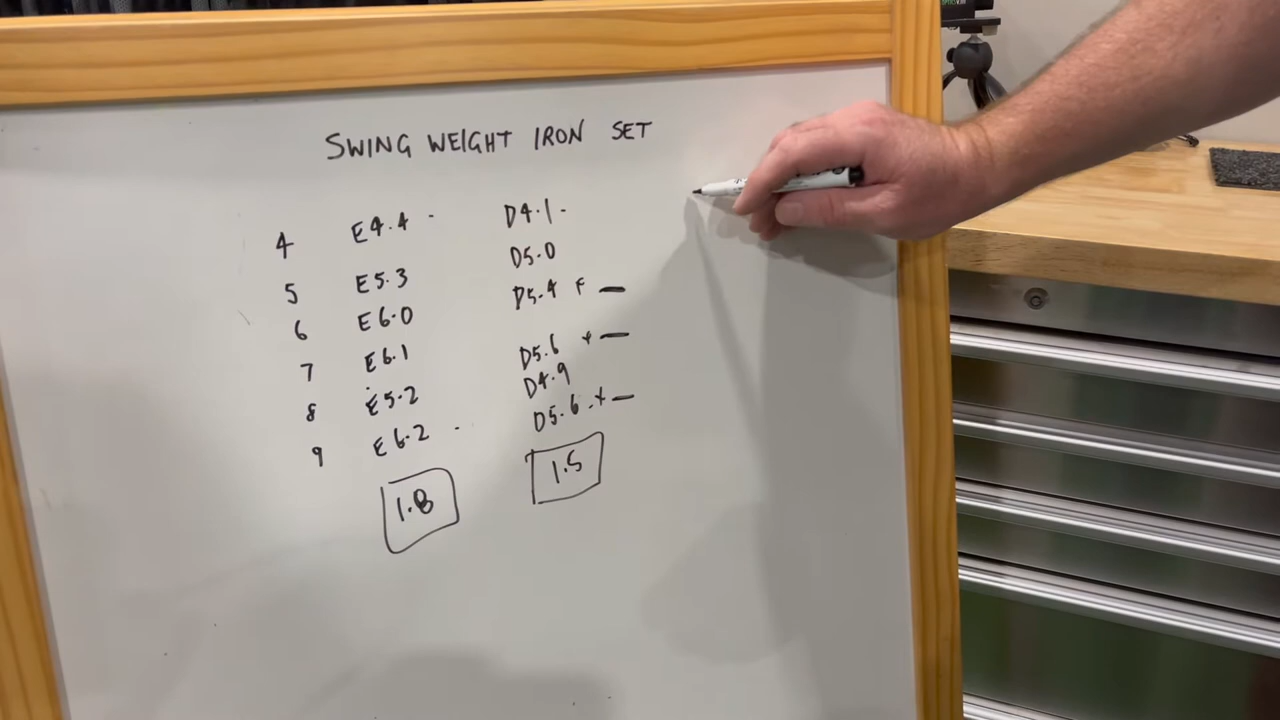 SWING WEIGHT IRON SET
4 E4.4 - D4.1 -
5 E5.3 D5.0
6 E6.0 D5.4 + —
7 E6.1 D5.6 + —
8 E5.2 D4.9
9 E6.2 - D5.6 + —
1.8 1.5